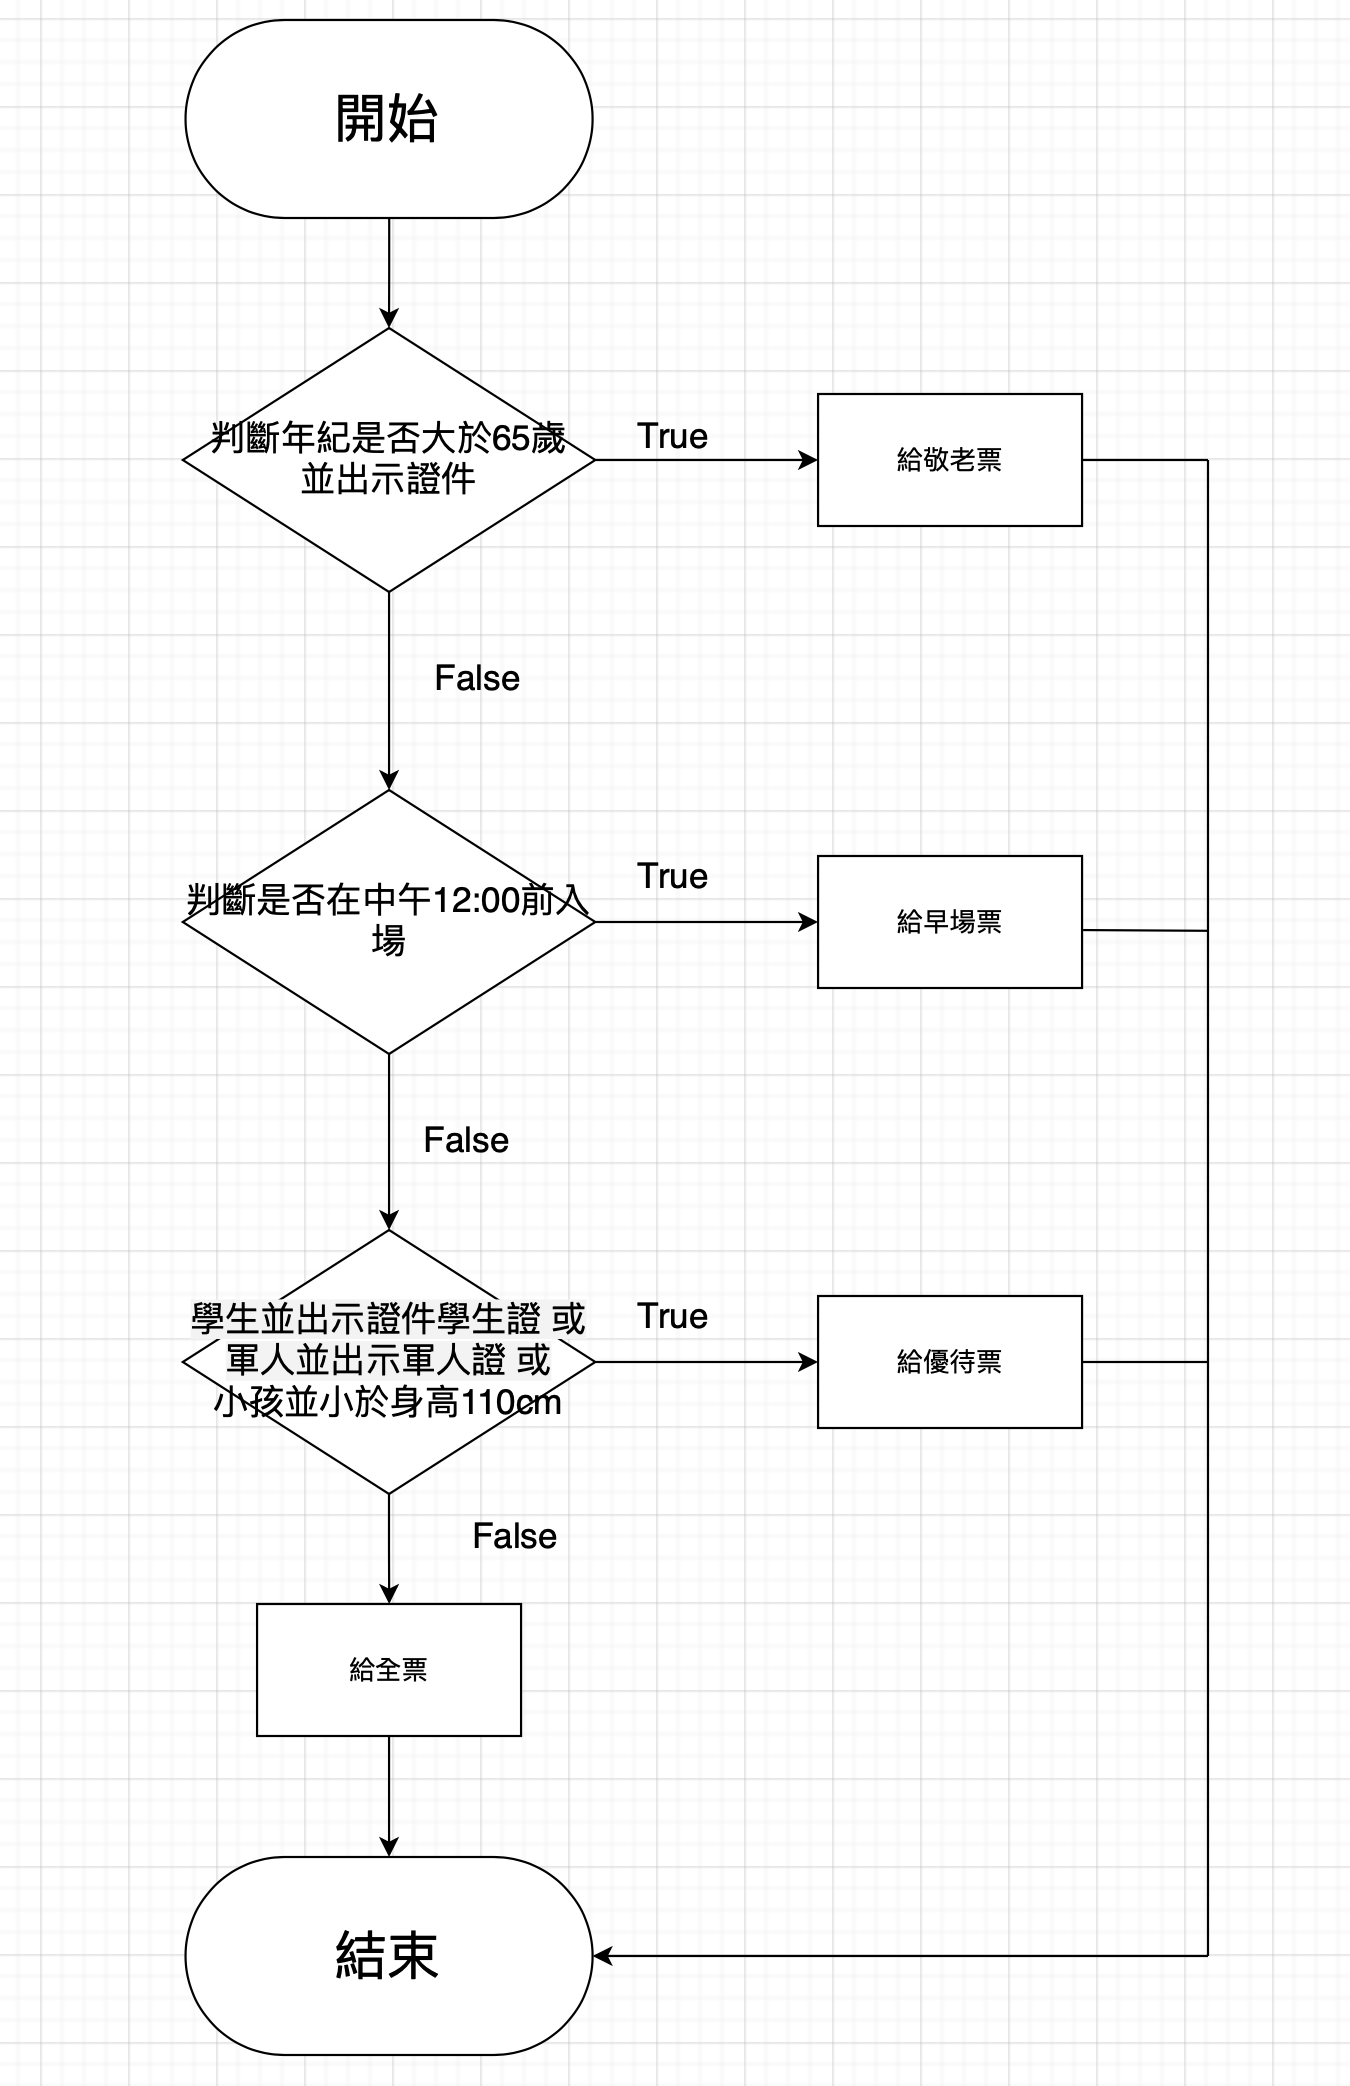 開始
判斷年紀是否大於65歲
並出示證件
True
給敬老票
False
判斷是否在中午12:00前入
場
True
給早場票
False
學生並出示證件學生證 或
軍人並出示軍人證 或
小孩並小於身高110cm
True
給優待票
False
給全票
結束